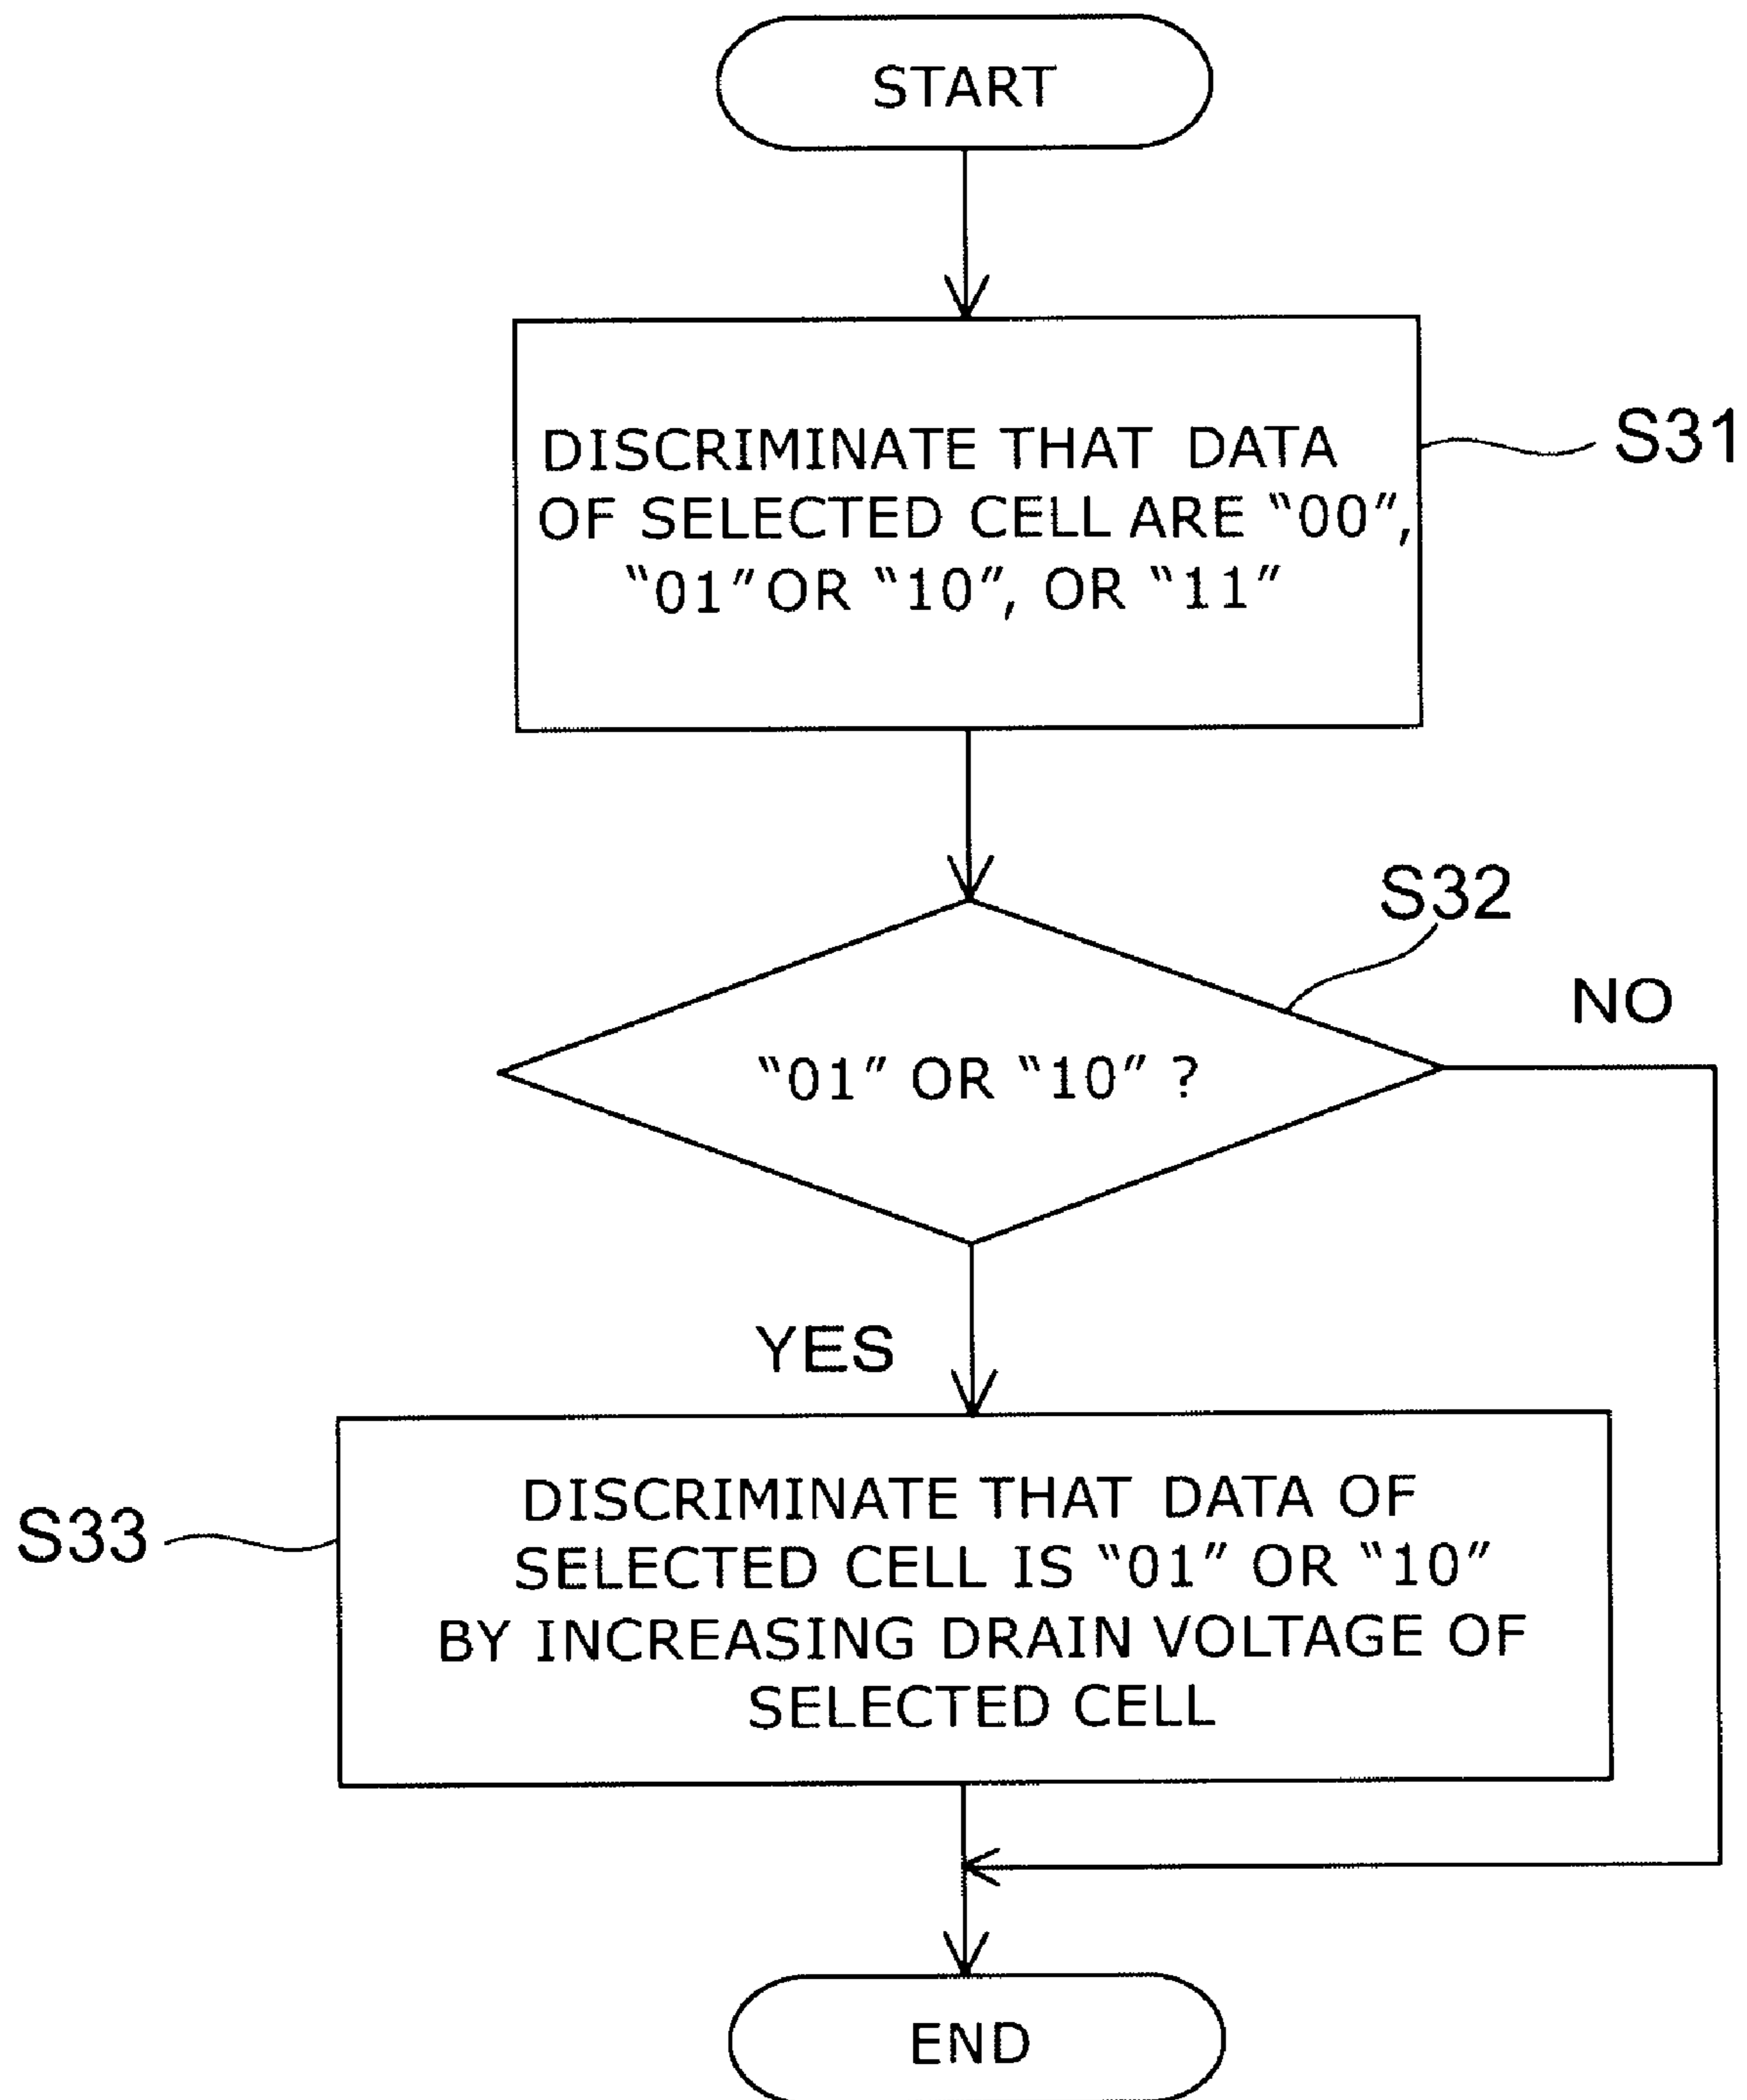 START
DISCRIMINATE THAT DATA
OF SELECTED CELL ARE “00”,
“01” OR “10”, OR “11”
S31
S32
“01” OR “10” ?
NO
YES
DISCRIMINATE THAT DATA OF
SELECTED CELL IS “01” OR “10”
BY INCREASING DRAIN VOLTAGE OF
SELECTED CELL
S33
END